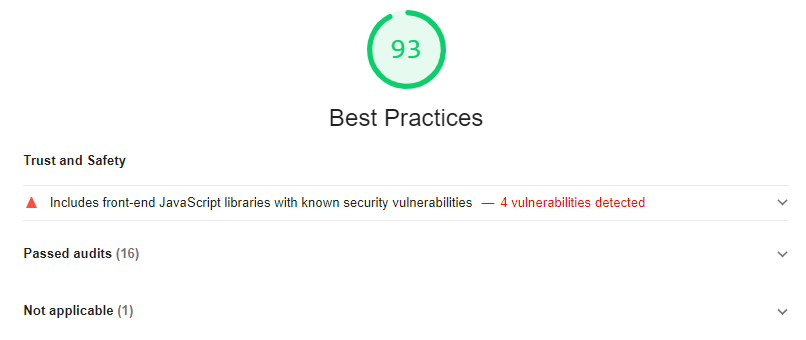 93
Best Practices
Trust and Safety
Includes front-end JavaScript libraries with known security vulnerabilities — 4 vulnerabilities detected
Passed audits (16)
Not applicable (1)